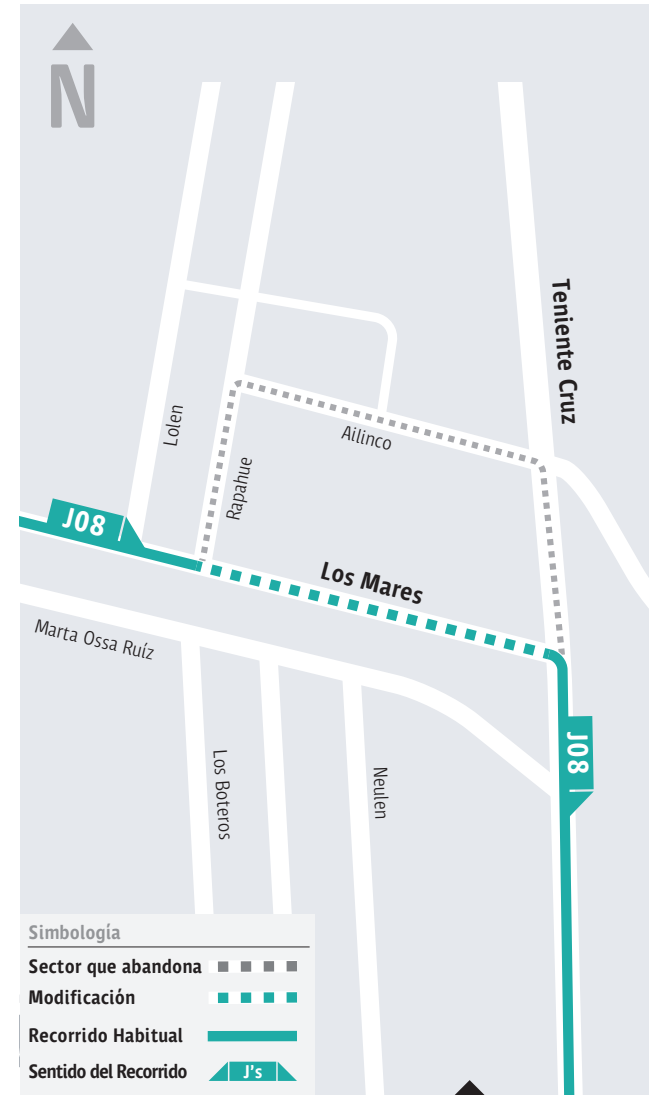 N
Teniente Cruz
Lolen
Ailinco
Rapahue
J08
Los Mares
Marta Ossa Ruíz
J08
Los Boteros
Neulen
Simbología
Sector que abandona
Modificación
Recorrido Habitual
Sentido del Recorrido
J's